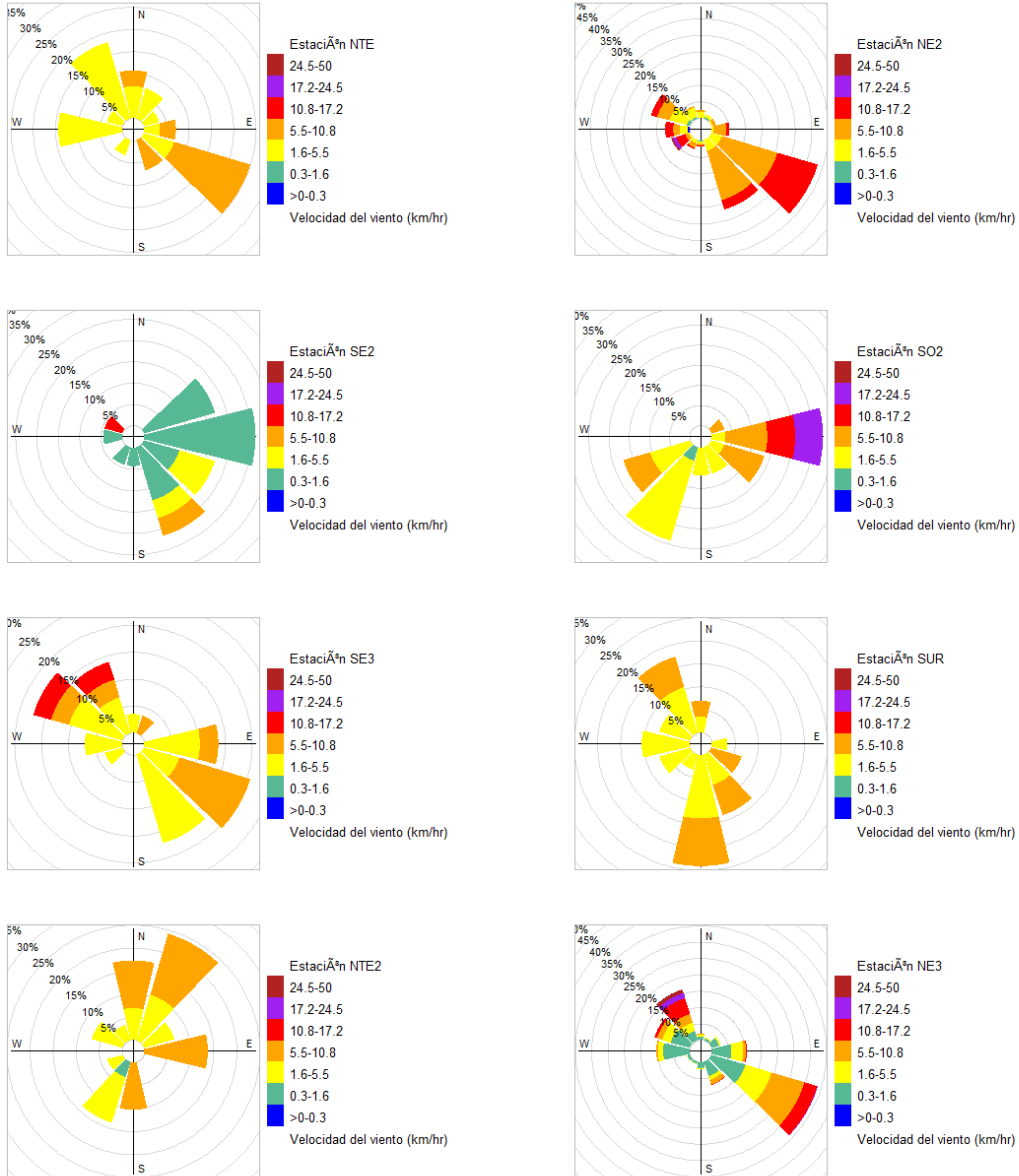 35%
30%
25%
20%
15%
10%
5%
N
W
E
S
EstaciÃªn NTE
24.5-50
17.2-24.5
10.8-17.2
5.5-10.8
1.6-5.5
0.3-1.6
>0-0.3
Velocidad del viento (km/hr)
45%
40%
35%
30%
25%
20%
15%
10%
5%
N
W
E
S
EstaciÃªn NE2
24.5-50
17.2-24.5
10.8-17.2
5.5-10.8
1.6-5.5
0.3-1.6
>0-0.3
Velocidad del viento (km/hr)
35%
30%
25%
20%
15%
10%
5%
N
W
E
S
EstaciÃªn SE2
24.5-50
17.2-24.5
10.8-17.2
5.5-10.8
1.6-5.5
0.3-1.6
>0-0.3
Velocidad del viento (km/hr)
35%
30%
25%
20%
15%
10%
5%
N
W
E
S
EstaciÃªn SO2
24.5-50
17.2-24.5
10.8-17.2
5.5-10.8
1.6-5.5
0.3-1.6
>0-0.3
Velocidad del viento (km/hr)
25%
20%
15%
10%
5%
N
W
E
S
EstaciÃªn SE3
24.5-50
17.2-24.5
10.8-17.2
5.5-10.8
1.6-5.5
0.3-1.6
>0-0.3
Velocidad del viento (km/hr)
30%
25%
20%
15%
10%
5%
N
W
E
S
EstaciÃªn SUR
24.5-50
17.2-24.5
10.8-17.2
5.5-10.8
1.6-5.5
0.3-1.6
>0-0.3
Velocidad del viento (km/hr)
30%
25%
20%
15%
10%
5%
N
W
E
S
EstaciÃªn NTE2
24.5-50
17.2-24.5
10.8-17.2
5.5-10.8
1.6-5.5
0.3-1.6
>0-0.3
Velocidad del viento (km/hr)
45%
40%
35%
30%
25%
20%
15%
10%
5%
N
W
E
S
EstaciÃªn NE3
24.5-50
17.2-24.5
10.8-17.2
5.5-10.8
1.6-5.5
0.3-1.6
>0-0.3
Velocidad del viento (km/hr)